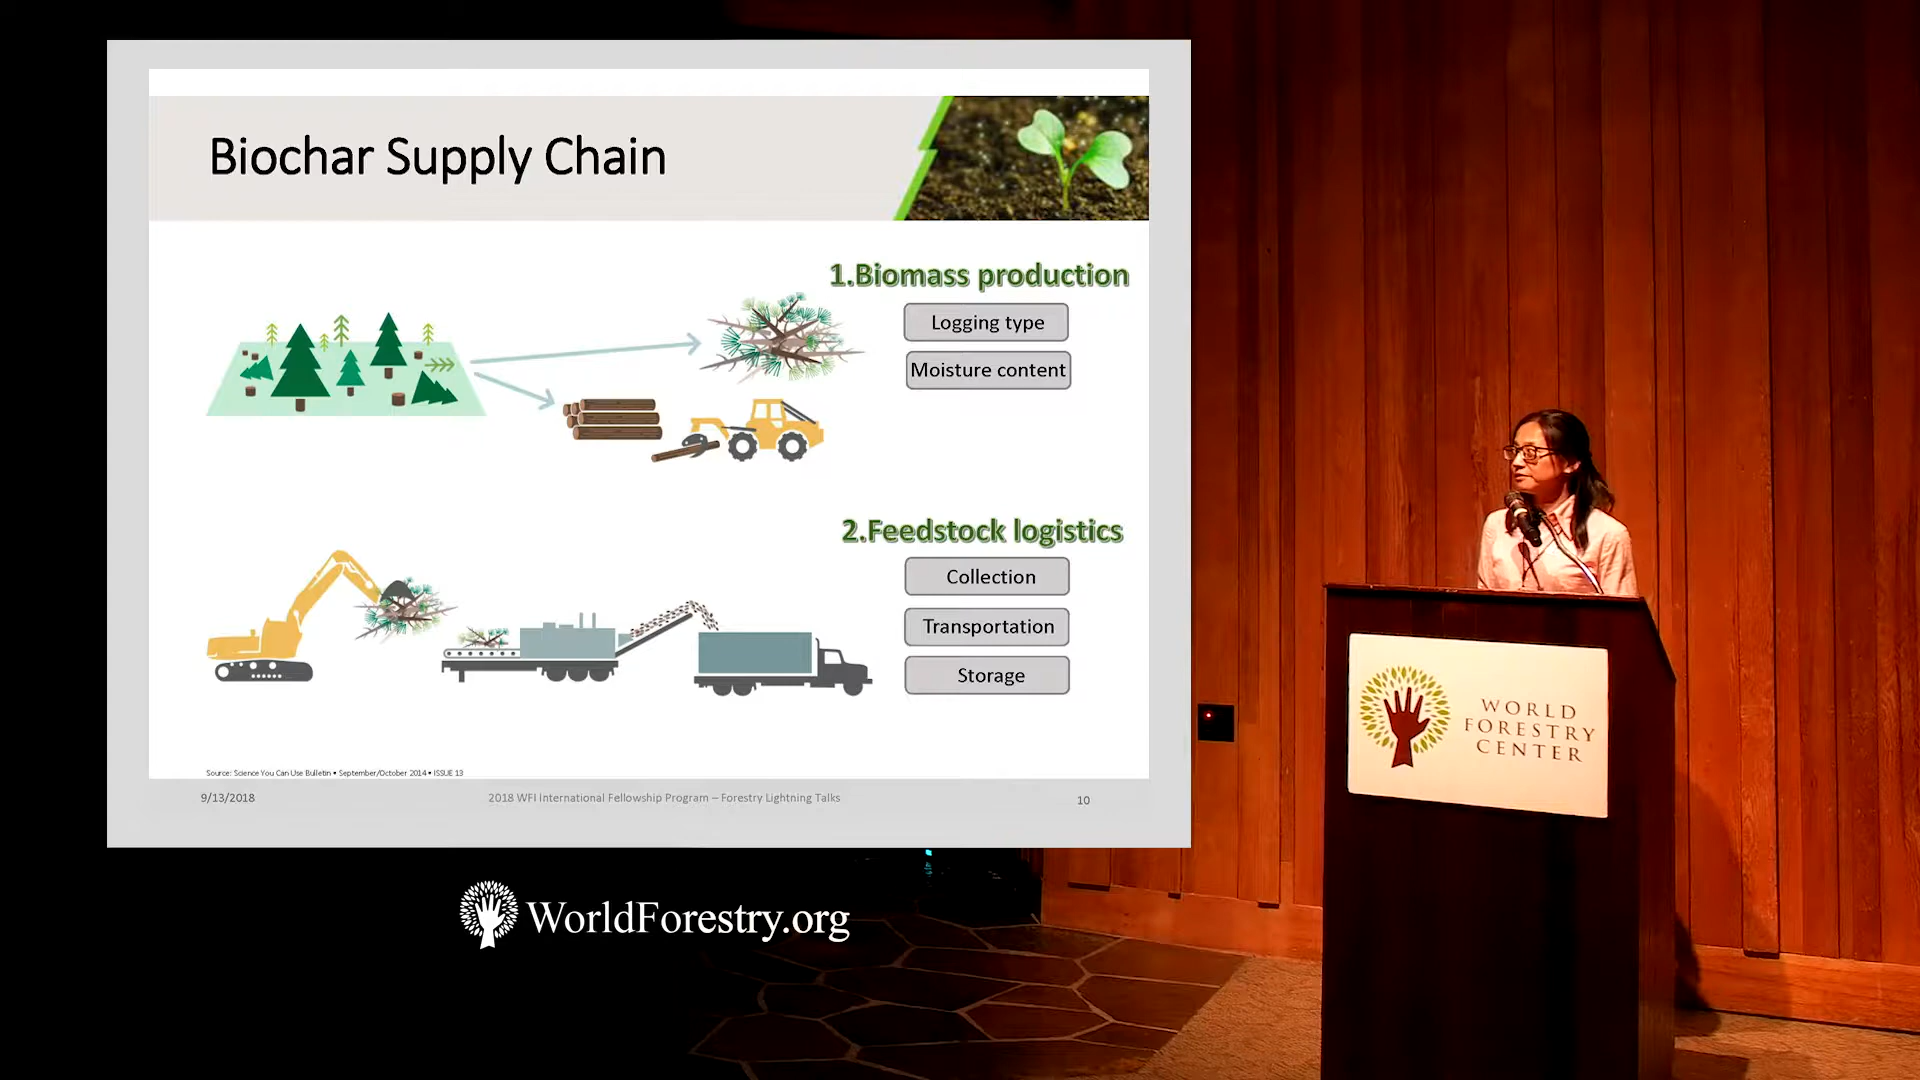 Biochar Supply Chain
1.Biomass production
Logging type
Moisture content
2.Feedstock logistics
Collection
Transportation
Storage
Source: Science You Can Use Bulletin • September/October 2014 • ISSUE 13
9/13/2018
2018 WFI International Fellowship Program – Forestry Lightning Talks
10
WorldForestry.org
WORLD
FORESTRY
CENTER